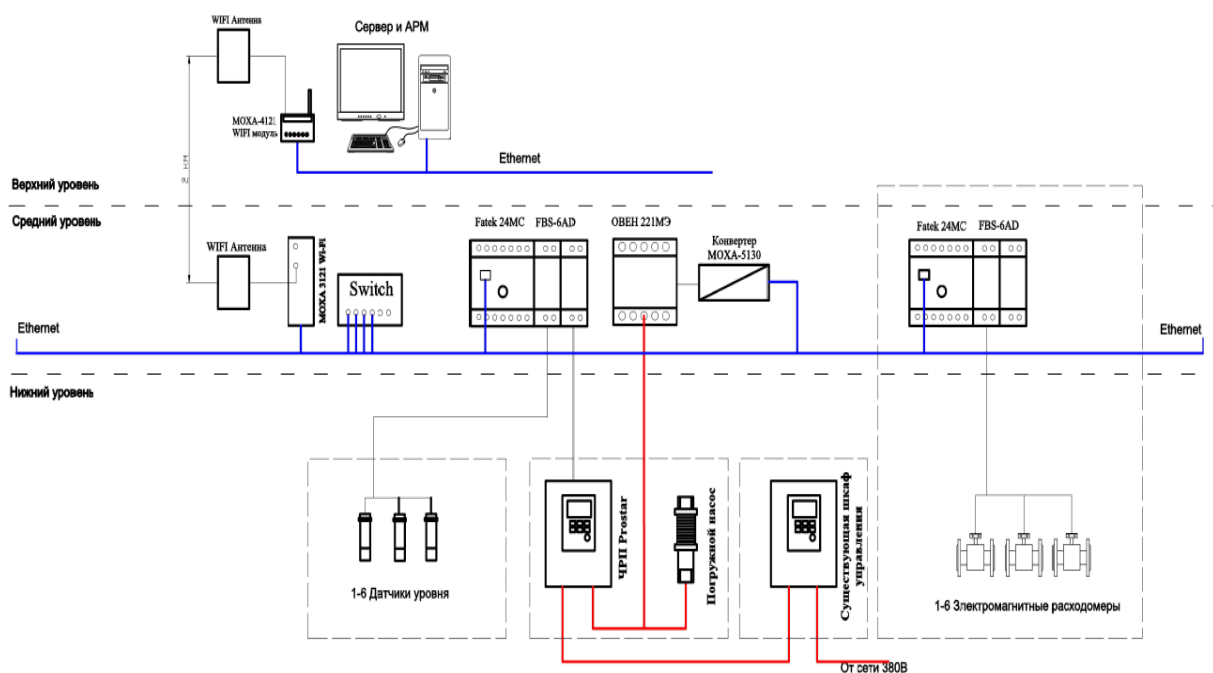 WIFI Антенна
Сервер и АРМ
MOXA-4121
WIFI модуль
Ethernet
2 КМ
Верхний уровень
Средний уровень
WIFI Антенна
MOXA 3121 Wi-Fi
Switch
Fatek 24MC
FBS-6AD
ОВЕН 221МЭ
Конвертер
MOXA-5130
Fatek 24MC
FBS-6AD
Ethernet
Ethernet
Нижний уровень
1-6 Датчики уровня
ЧРП Prostar
Погружной насос
Существующая шкаф
управления
1-6 Электромагнитные расходомеры
От сети 380В